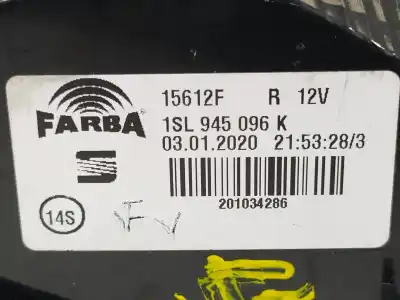 FARBA
15612F R 12V
1SL 945 096 K
03.01.2020 21:53:28/3
201034286
14S